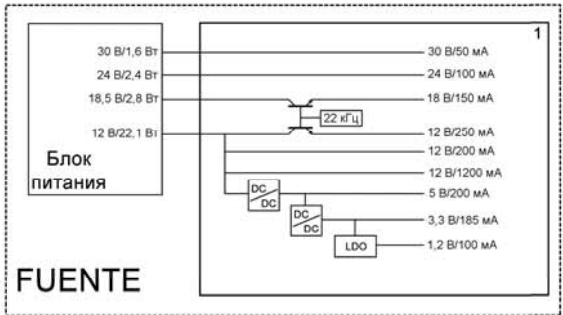 1
30 В/1,6 Вт
30 В/50 мА
24 В/2,4 Вт
24 В/100 мА
18,5 В/2,8 Вт
18 В/150 мА
22 кГц
12 В/22,1 Вт
12 В/250 мА
Блок
питания
12 В/200 мА
12 В/1200 мА
DC
DC
5 В/200 мА
DC
DC
3,3 В/185 мА
LDO
1,2 В/100 мА
FUENTE